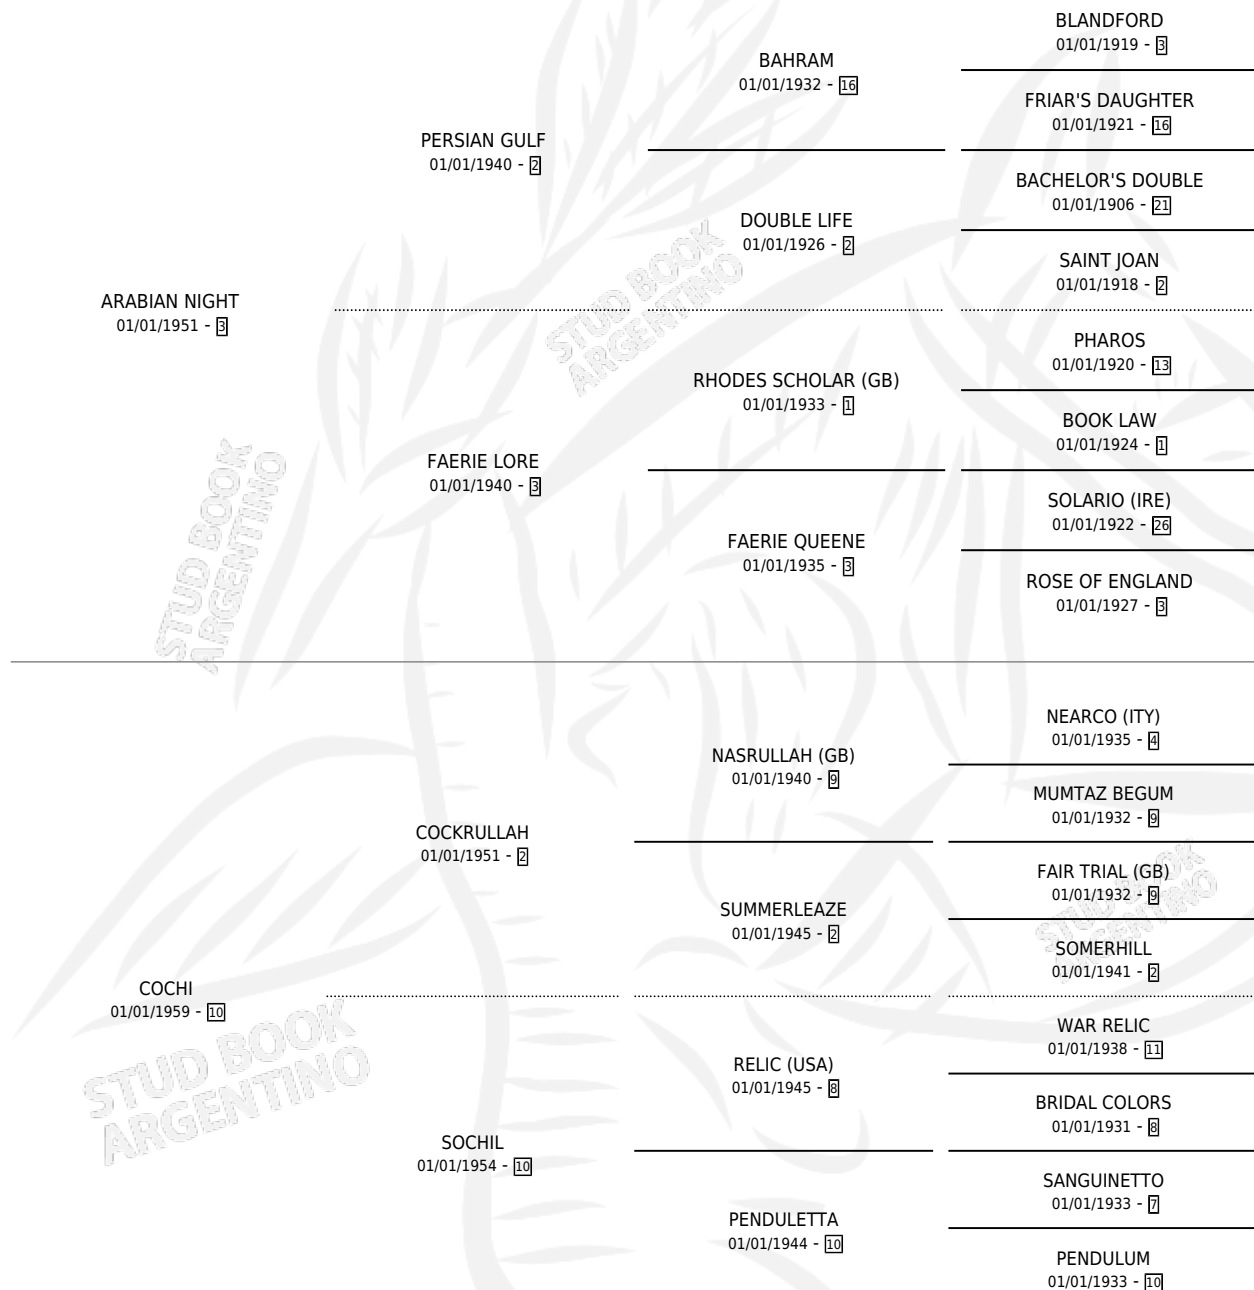 BLANDFORD
01/01/1919 - 3
BAHRAM
01/01/1932 - 16
FRIAR'S DAUGHTER
01/01/1921 - 16
PERSIAN GULF
01/01/1940 - 2
BACHELOR'S DOUBLE
01/01/1906 - 21
DOUBLE LIFE
01/01/1926 - 2
SAINT JOAN
01/01/1918 - 2
ARABIAN NIGHT
01/01/1951 - 3
PHAROS
01/01/1920 - 13
RHODES SCHOLAR (GB)
01/01/1933 - 1
BOOK LAW
01/01/1924 - 1
FAERIE LORE
01/01/1940 - 3
SOLARIO (IRE)
01/01/1922 - 26
FAERIE QUEENE
01/01/1935 - 3
ROSE OF ENGLAND
01/01/1927 - 3
NEARCO (ITY)
01/01/1935 - 4
NASRULLAH (GB)
01/01/1940 - 9
MUMTAZ BEGUM
01/01/1932 - 9
COCKRULLAH
01/01/1951 - 2
FAIR TRIAL (GB)
01/01/1932 - 9
SUMMERLEAZE
01/01/1945 - 2
SOMERHILL
01/01/1941 - 2
COCHI
01/01/1959 - 10
WAR RELIC
01/01/1938 - 11
RELIC (USA)
01/01/1945 - 8
BRIDAL COLORS
01/01/1931 - 8
SOCHIL
01/01/1954 - 10
SANGUINETTO
01/01/1933 - 7
PENDULETTA
01/01/1944 - 10
PENDULUM
01/01/1933 - 10
STUD BOOK
ARGENTINO
STUD BOOK
ARGENTINO
STUD BOOK
ARGENTINO
STUD BOOK
ARGENTINO